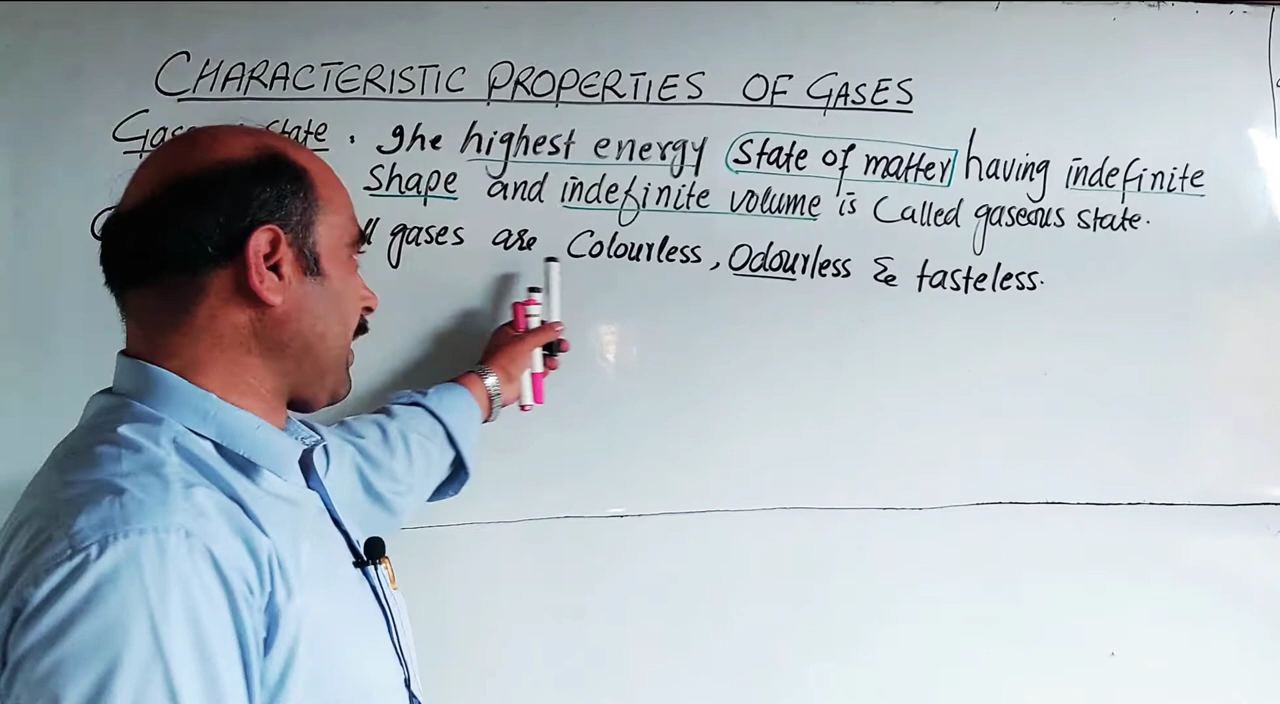 CHARACTERISTIC PROPERTIES OF GASES
State . The highest energy State of matter having indefinite
Shape and indefinite volume is Called gaseous state.
gases are Colourless, Odourless & tasteless.